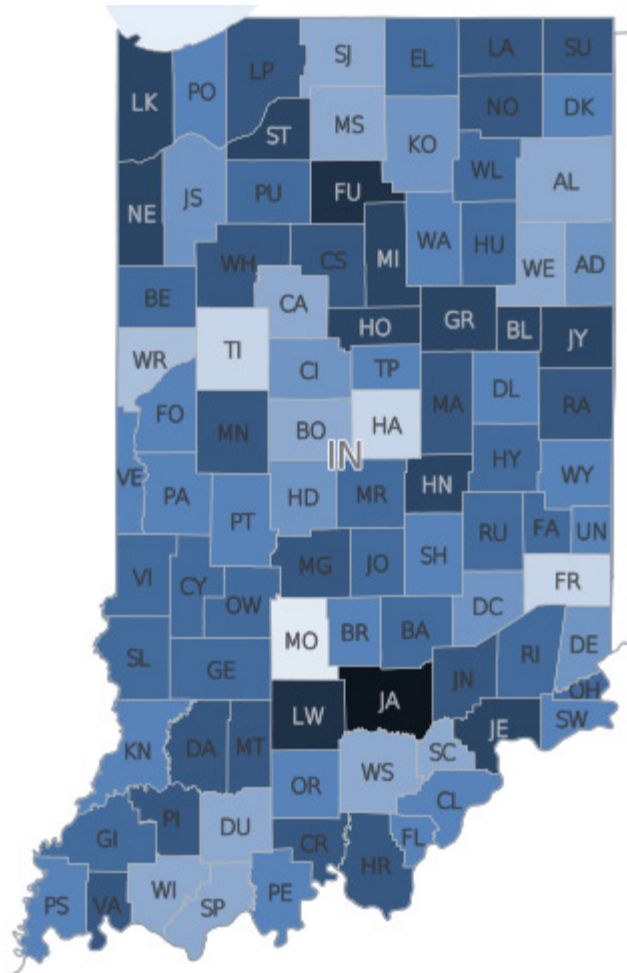 LP SJ EL LA SU
LK PO
ST MS NO DK
KO
NE JS PU FU WL AL
WA HU
WH CS MI WE AD
BE CA
HO GR BL JY
WR TI CI TP
FO MN BO HA MA DL RA
IN
VE PA PT HD MR HN HY WY
VI CY MG JO SH RU FA UN
OW FR
MO BR BA DC
SL GE JN RI DE
OH
KN DA MT LW JA JE SW
OR WS SC
CL
GI PI DU CR FL
PS VA WI SP PE HR